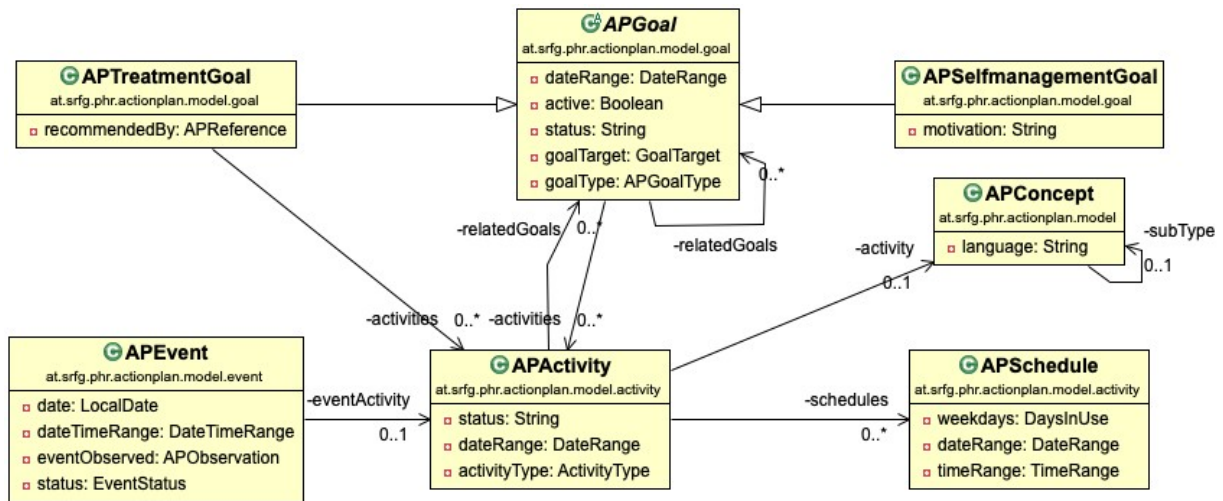 APGoal
at.srfg.phr.actionplan.model.goal
dateRange: DateRange
active: Boolean
status: String
goalTarget: GoalTarget
goalType: APGoalType
APTreatmentGoal
at.srfg.phr.actionplan.model.goal
recommendedBy: APReference
APSelfmanagementGoal
at.srfg.phr.actionplan.model.goal
motivation: String
0..*
-relatedGoals
-relatedGoals
0..*
APConcept
at.srfg.phr.actionplan.model
language: String
-subType
0..1
-activity
0..1
-activities
0..*
-activities
0..*
APEvent
at.srfg.phr.actionplan.model.event
date: LocalDate
dateTimeRange: DateTimeRange
eventObserved: APObservation
status: EventStatus
-eventActivity
0..1
APActivity
at.srfg.phr.actionplan.model.activity
status: String
dateRange: DateRange
activityType: ActivityType
-schedules
0..*
APSchedule
at.srfg.phr.actionplan.model.activity
weekdays: DaysInUse
dateRange: DateRange
timeRange: TimeRange